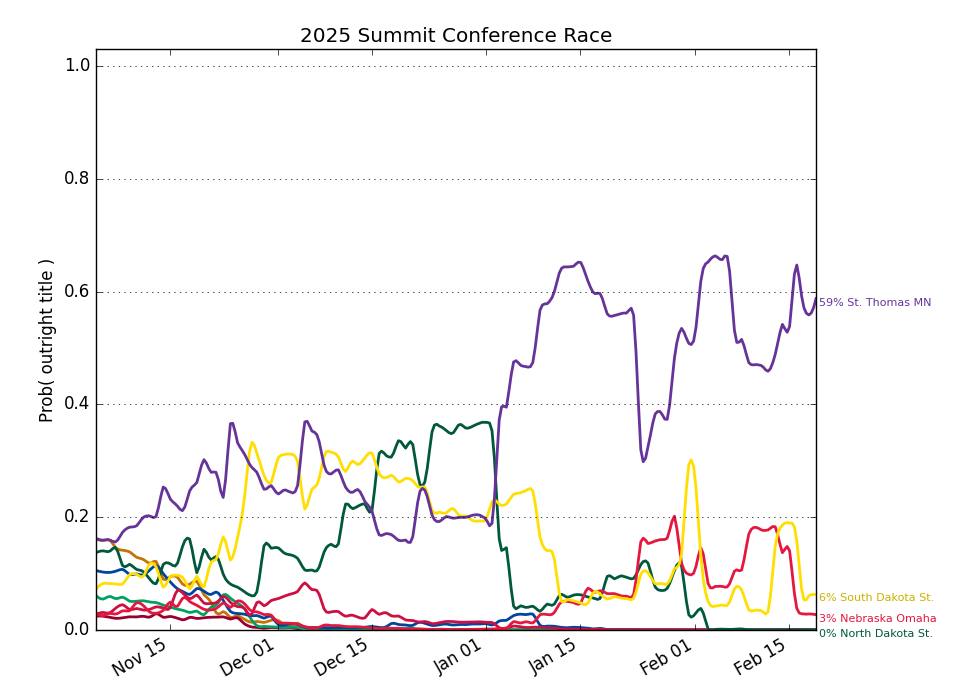 2025 Summit Conference Race
Prob( outright title )
1.0
0.8
0.6
0.4
0.2
0.0
59% St. Thomas MN
6% South Dakota St.
3% Nebraska Omaha
0% North Dakota St.
Nov 15
Dec 01
Dec 15
Jan 01
Jan 15
Feb 01
Feb 15